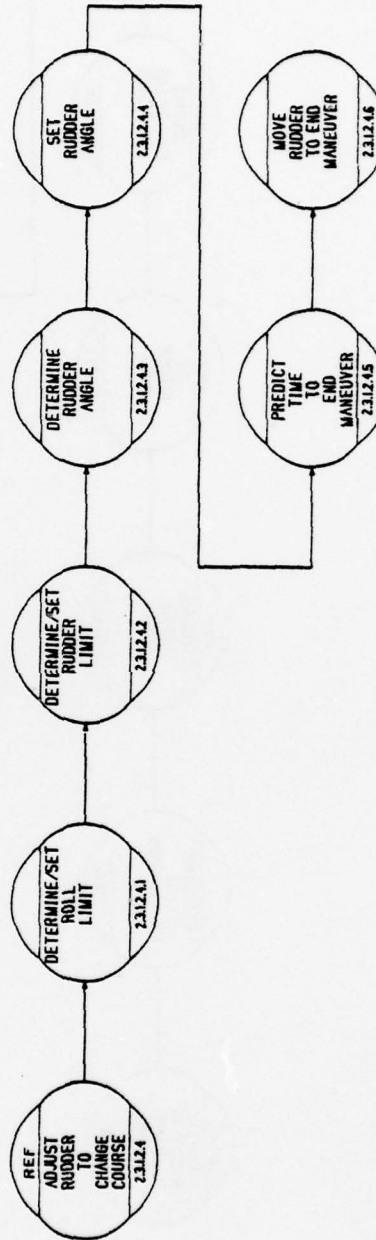 REF
ADJUST
RUDDER
TO
CHANGE
COURSE
2.3.1.2.4
DETERMINE/SET
ROLL
LIMIT
2.3.1.2.4.1
DETERMINE/SET
RUDDER
LIMIT
2.3.1.2.4.2
DETERMINE
RUDDER
ANGLE
2.3.1.2.4.3
SET
RUDDER
ANGLE
2.3.1.2.4.4
PREDICT
TIME
TO
END
MANEUVER
2.3.1.2.4.5
MOVE
RUDDER
TO END
MANEUVER
2.3.1.2.4.6